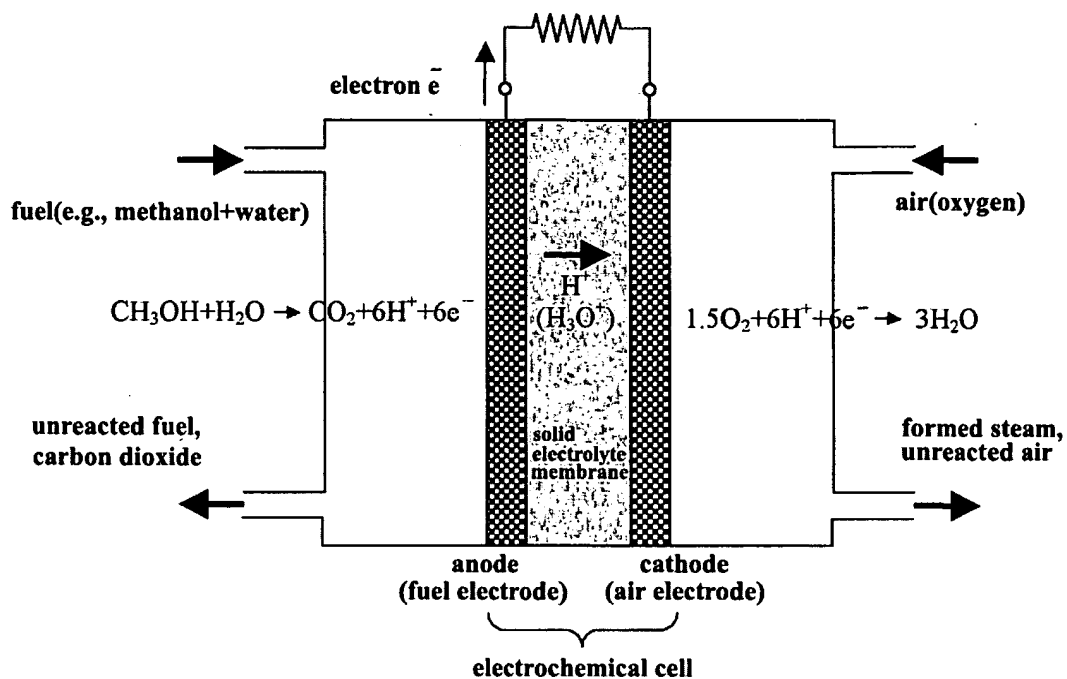 electron e⁻
fuel(e.g., methanol+water)
air(oxygen)
H⁺
(H₃O⁺)
CH₃OH+H₂O → CO₂+6H⁺+6e⁻
1.5O₂+6H⁺+6e⁻ → 3H₂O
unreacted fuel,
carbon dioxide
solid
electrolyte
membrane
formed steam,
unreacted air
anode
(fuel electrode)
cathode
(air electrode)
electrochemical cell